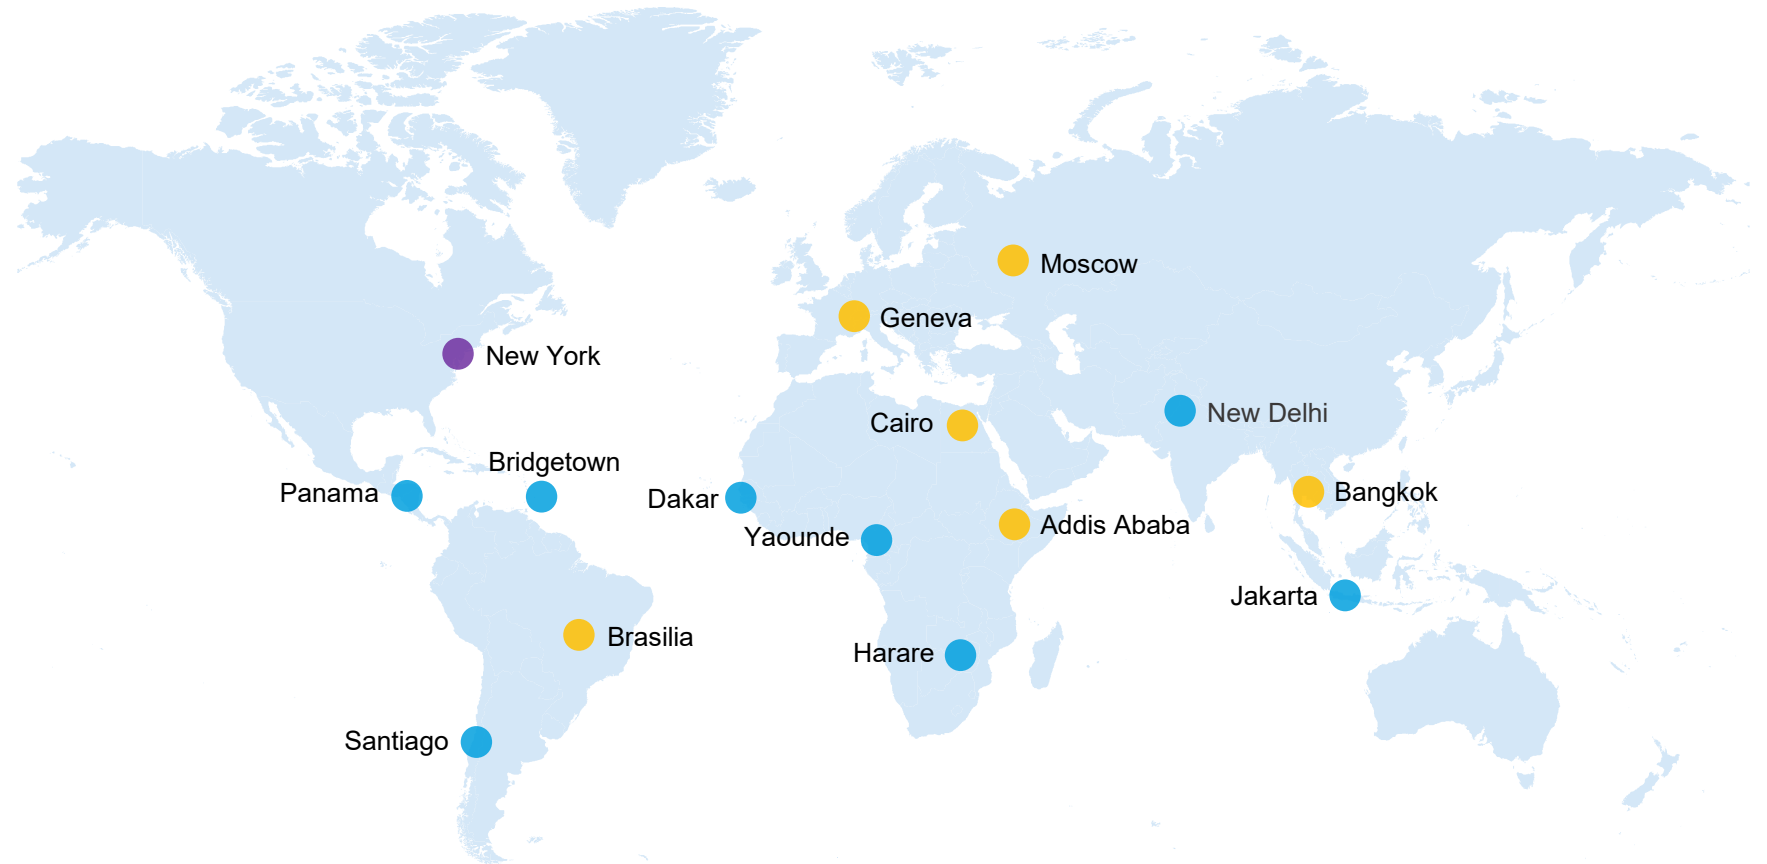 Moscow
Geneva
New York
New Delhi
Cairo
Bridgetown
Panama
Dakar
Bangkok
Addis Ababa
Yaounde
Jakarta
Brasilia
Harare
Santiago